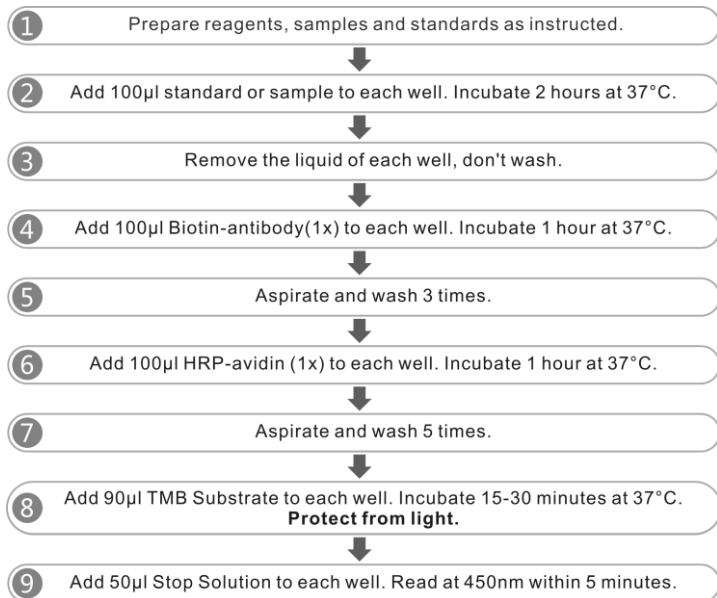 1 Prepare reagents, samples and standards as instructed.
2 Add 100μl standard or sample to each well. Incubate 2 hours at 37°C.
3 Remove the liquid of each well, don't wash.
4 Add 100μl Biotin-antibody(1x) to each well. Incubate 1 hour at 37°C.
5 Aspirate and wash 3 times.
6 Add 100μl HRP-avidin (1x) to each well. Incubate 1 hour at 37°C.
7 Aspirate and wash 5 times.
8 Add 90μl TMB Substrate to each well. Incubate 15-30 minutes at 37°C.
Protect from light.
9 Add 50μl Stop Solution to each well. Read at 450nm within 5 minutes.